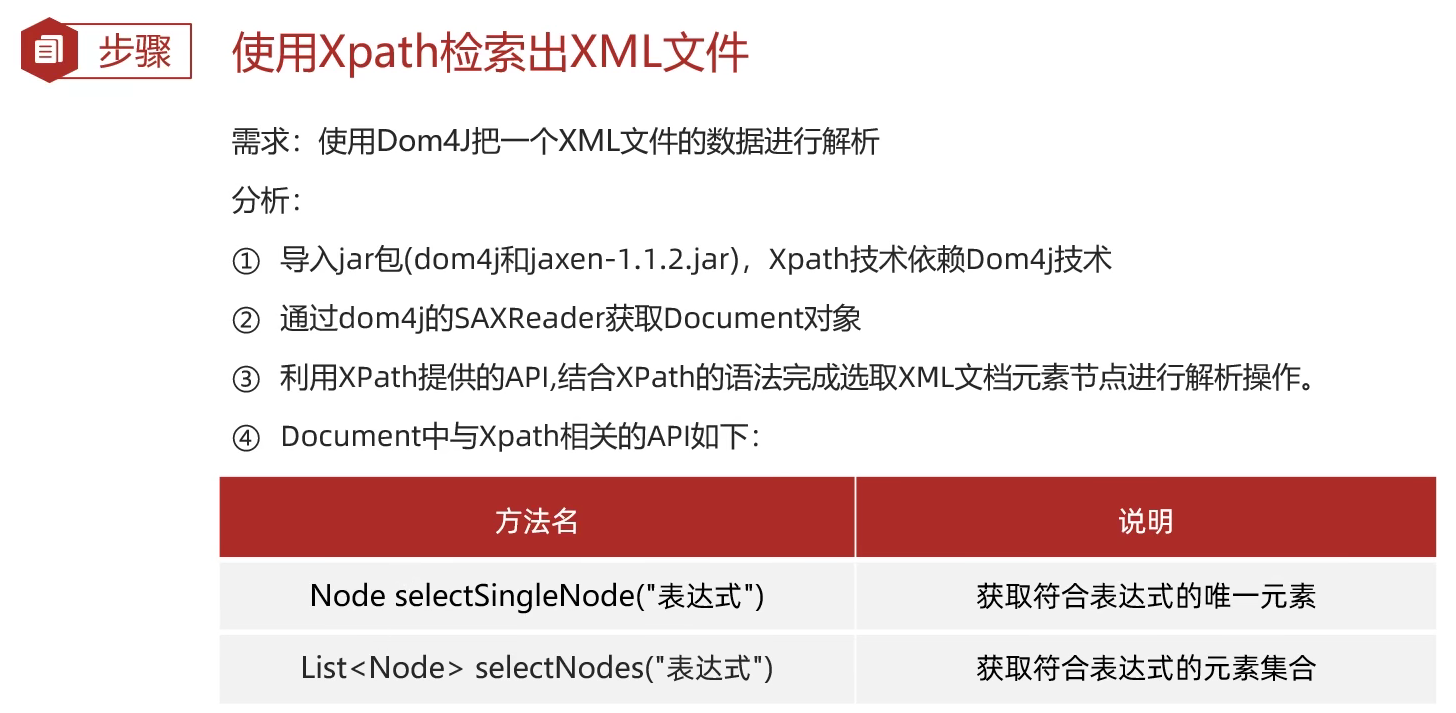 步骤
使用Xpath检索出XML文件
需求：使用Dom4J把一个XML文件的数据进行解析
分析：
① 导入jar包(dom4j和jaxen-1.1.2.jar)，Xpath技术依赖Dom4j技术
② 通过dom4j的SAXReader获取Document对象
③ 利用XPath提供的API,结合XPath的语法完成选取XML文档元素节点进行解析操作。
④ Document中与Xpath相关的API如下：
方法名 说明
Node selectSingleNode("表达式") 获取符合表达式的唯一元素
List<Node> selectNodes("表达式") 获取符合表达式的元素集合